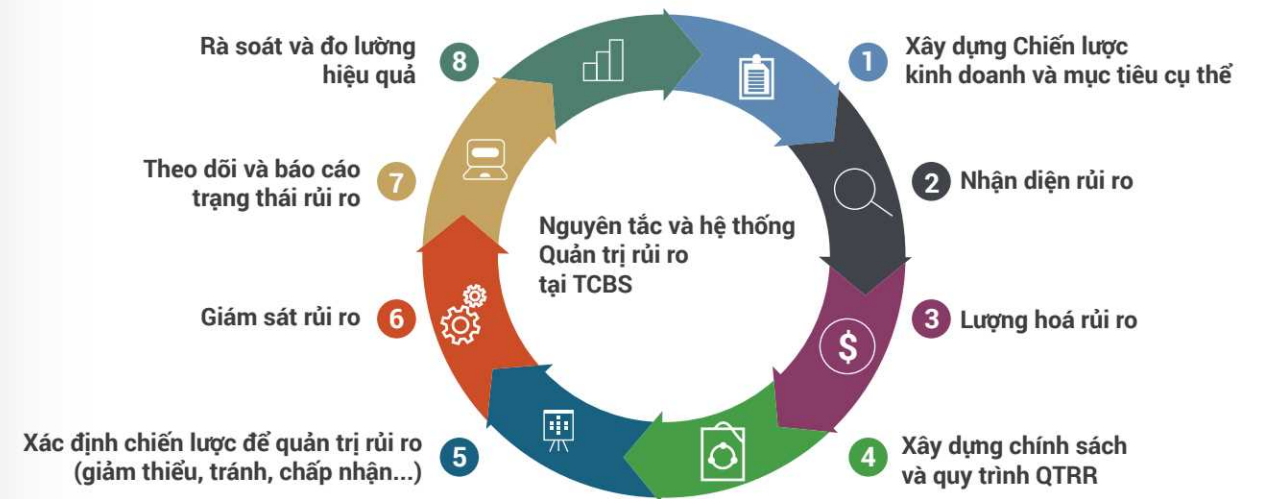 1
Xây dựng Chiến lược
kinh doanh và mục tiêu cụ thể
2
Nhận diện rủi ro
3
Lượng hoá rủi ro
4
Xây dựng chính sách
và quy trình QTRR
Xác định chiến lược để quản trị rủi ro
(giảm thiểu, tránh, chấp nhận...)
5
Giám sát rủi ro
6
Theo dõi và báo cáo
trạng thái rủi ro
7
Rà soát và đo lường
hiệu quả
8
Nguyên tắc và hệ thống
Quản trị rủi ro
tại TCBS
$